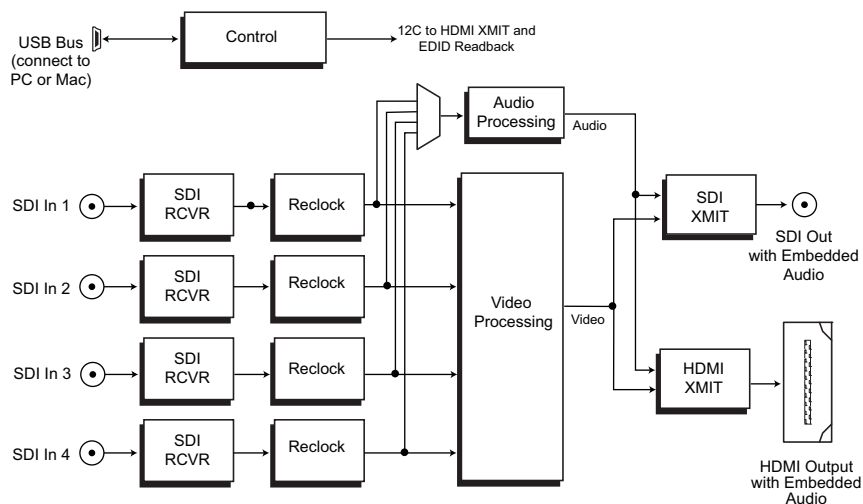 USB Bus
(connect to
PC or Mac)
Control
12C to HDMI XMIT and
EDID Readback
Audio
Processing
Audio
SDI In 1
SDI
RCVR
Reclock
SDI In 2
SDI
RCVR
Reclock
SDI In 3
SDI
RCVR
Reclock
SDI In 4
SDI
RCVR
Reclock
Video
Processing
Video
SDI
XMIT
SDI Out
with Embedded
Audio
HDMI
XMIT
HDMI Output
with Embedded
Audio